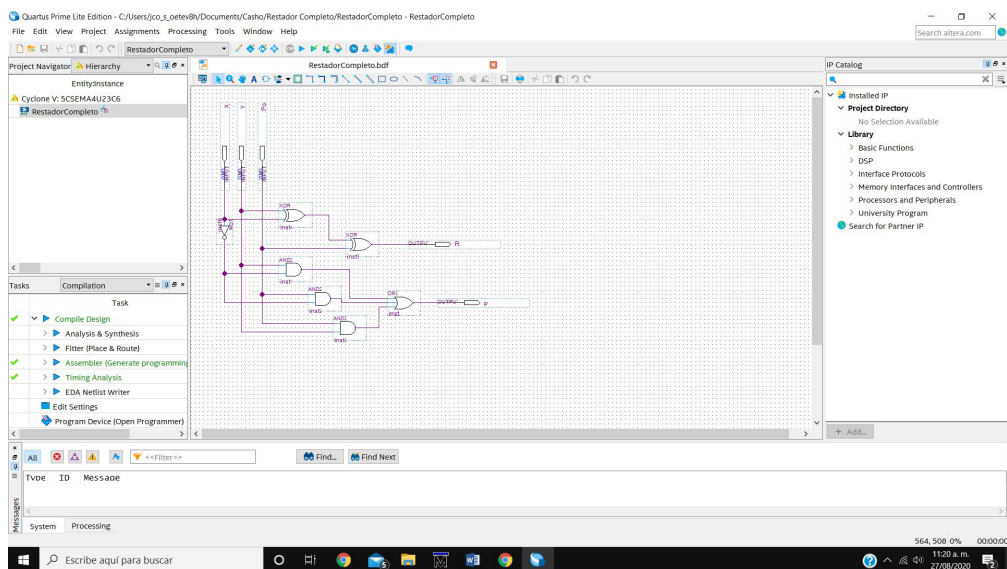 Quartus Prime Lite Edition - C:/Users/jco_s_oetev8h/Documents/Casho/Restador Completo/RestadorCompleto - RestadorCompleto
File Edit View Project Assignments Processing Tools Window Help
Search altera.com
RestadorCompleto
Project Navigator Hierarchy
Entity:Instance
Cyclone V: 5CSEMA4U23C6
RestadorCompleto
RestadorCompleto.bdf
X Y Pp
INPUT INPUT INPUT
NOT
XOR
inst
XOR
inst
OUTPUT R
AND2
inst
AND2
inst
AND2
inst
OR3
inst
OUTPUT P
IP Catalog
Installed IP
Project Directory
No Selection Available
Library
Basic Functions
DSP
Interface Protocols
Memory Interfaces and Controllers
Processors and Peripherals
University Program
Search for Partner IP
+ Add...
Tasks Compilation
Task
Compile Design
Analysis & Synthesis
Fitter (Place & Route)
Assembler (Generate programming
Timing Analysis
EDA Netlist Writer
Edit Settings
Program Device (Open Programmer)
All <<Filter>> Find... Find Next
Type ID Message
Messages
System Processing
564, 508 0% 00:00:00
Escribe aquí para buscar
11:20 a. m.
27/08/2020